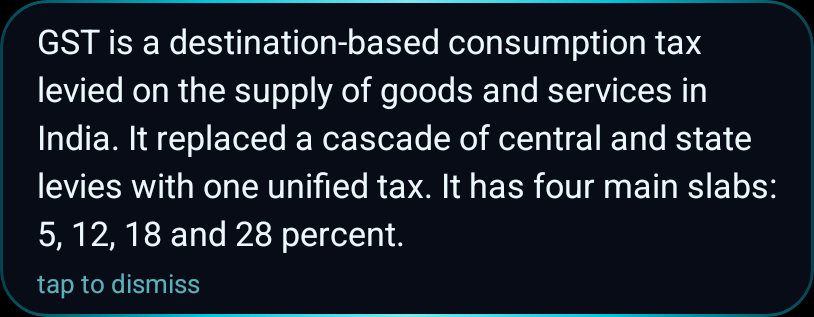 GST is a destination-based consumption tax
levied on the supply of goods and services in
India. It replaced a cascade of central and state
levies with one unified tax. It has four main slabs:
5, 12, 18 and 28 percent.
tap to dismiss